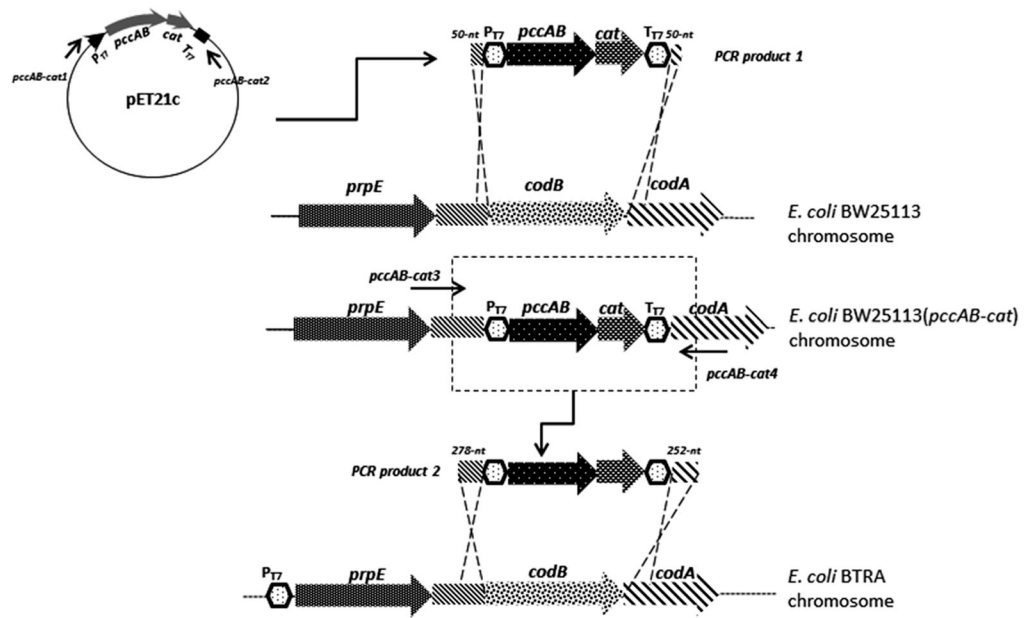 pccAB
cat
PT7
TT7
pccAB-cat1
pccAB-cat2
pET21c
50-nt
PT7
pccAB
cat
TT7
50-nt
PCR product 1
prpE
codB
codA
E. coli BW25113
chromosome
pccAB-cat3
prpE
PT7
pccAB
cat
TT7
codA
E. coli BW25113(pccAB-cat)
chromosome
pccAB-cat4
278-nt
252-nt
PCR product 2
PT7
prpE
codB
codA
E. coli BTRA
chromosome